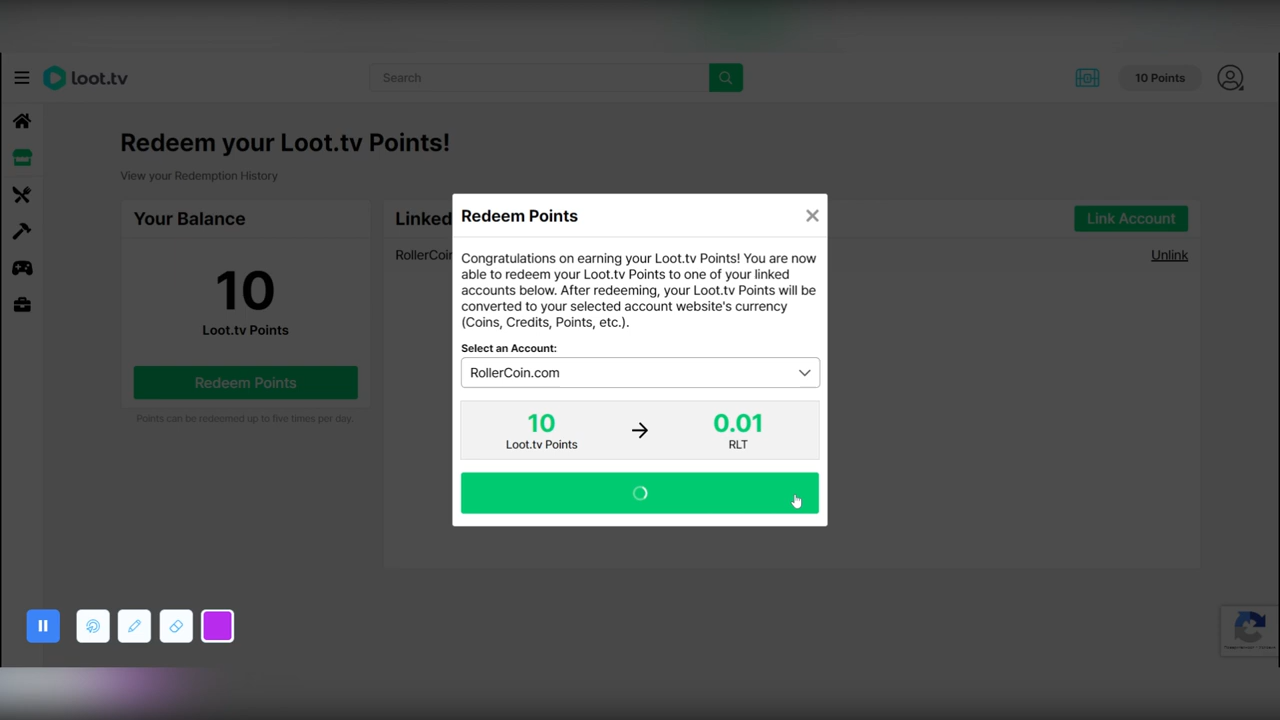 loot.tv
Search
10 Points
Redeem your Loot.tv Points!
View your Redemption History
Your Balance
10
Loot.tv Points
Redeem Points
Points can be redeemed up to five times per day.
Linked
Link Account
RollerCoin
Unlink
Redeem Points
Congratulations on earning your Loot.tv Points! You are now
able to redeem your Loot.tv Points to one of your linked
accounts below. After redeeming, your Loot.tv Points will be
converted to your selected account website's currency
(Coins, Credits, Points, etc.).
Select an Account:
RollerCoin.com
10
Loot.tv Points
0.01
RLT